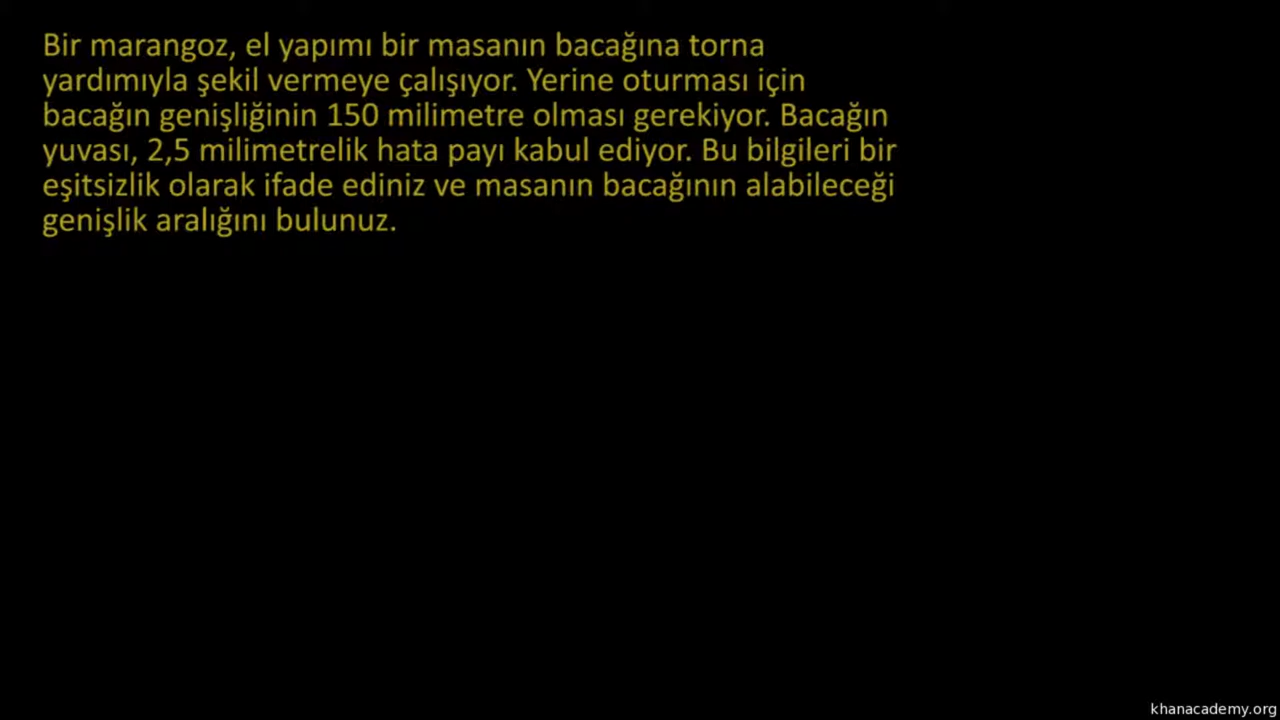 Bir marangoz, el yapımı bir masanın bacağına torna
yardımıyla şekil vermeye çalışıyor. Yerine oturması için
bacağın genişliğinin 150 milimetre olması gerekiyor. Bacağın
yuvası, 2,5 milimetrelik hata payı kabul ediyor. Bu bilgileri bir
eşitsizlik olarak ifade ediniz ve masanın bacağının alabileceği
genişlik aralığını bulunuz.
khanacademy.org